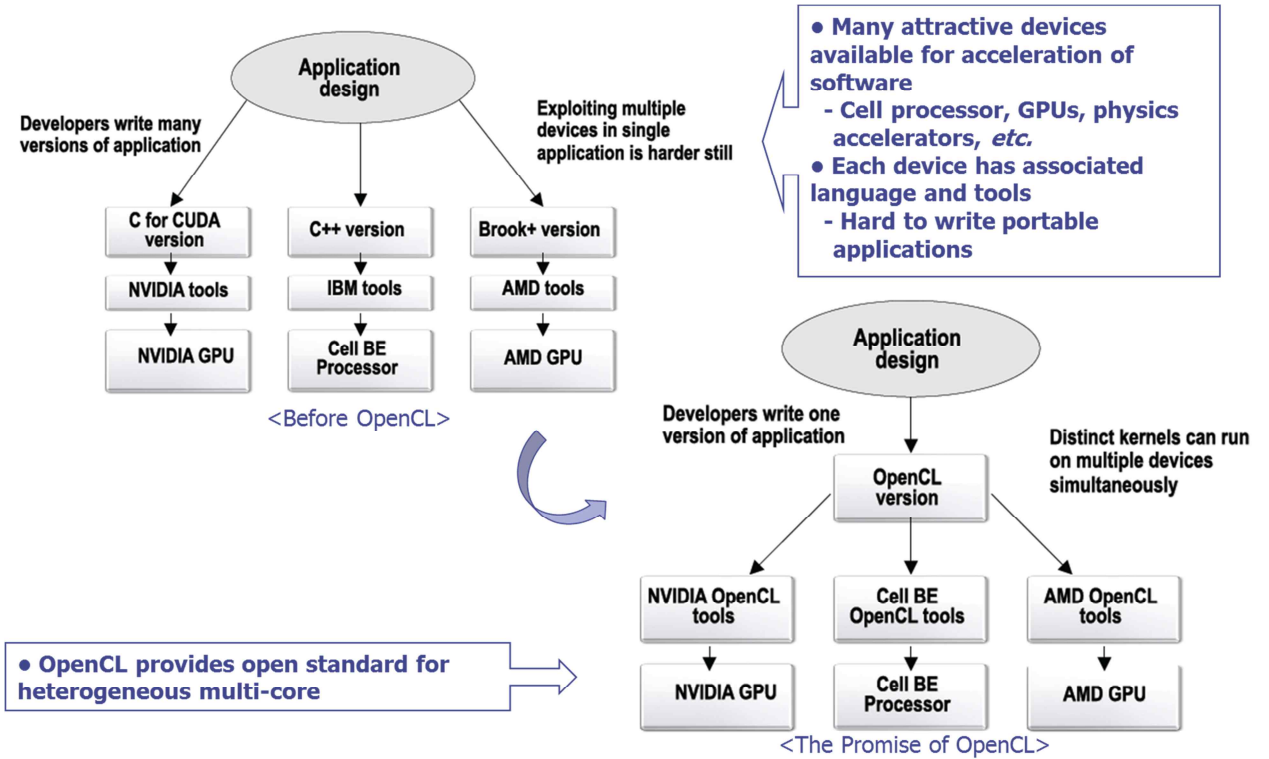 Application
design
Developers write many
versions of application
Exploiting multiple
devices in single
application is harder still
C for CUDA
version
C++ version
Brook+ version
NVIDIA tools
IBM tools
AMD tools
NVIDIA GPU
Cell BE
Processor
AMD GPU
<Before OpenCL>
● Many attractive devices
available for acceleration of
software
- Cell processor, GPUs, physics
accelerators, etc.
● Each device has associated
language and tools
- Hard to write portable
applications
Application
design
Developers write one
version of application
Distinct kernels can run
on multiple devices
simultaneously
OpenCL
version
NVIDIA OpenCL
tools
Cell BE
OpenCL tools
AMD OpenCL
tools
NVIDIA GPU
Cell BE
Processor
AMD GPU
<The Promise of OpenCL>
● OpenCL provides open standard for
heterogeneous multi-core